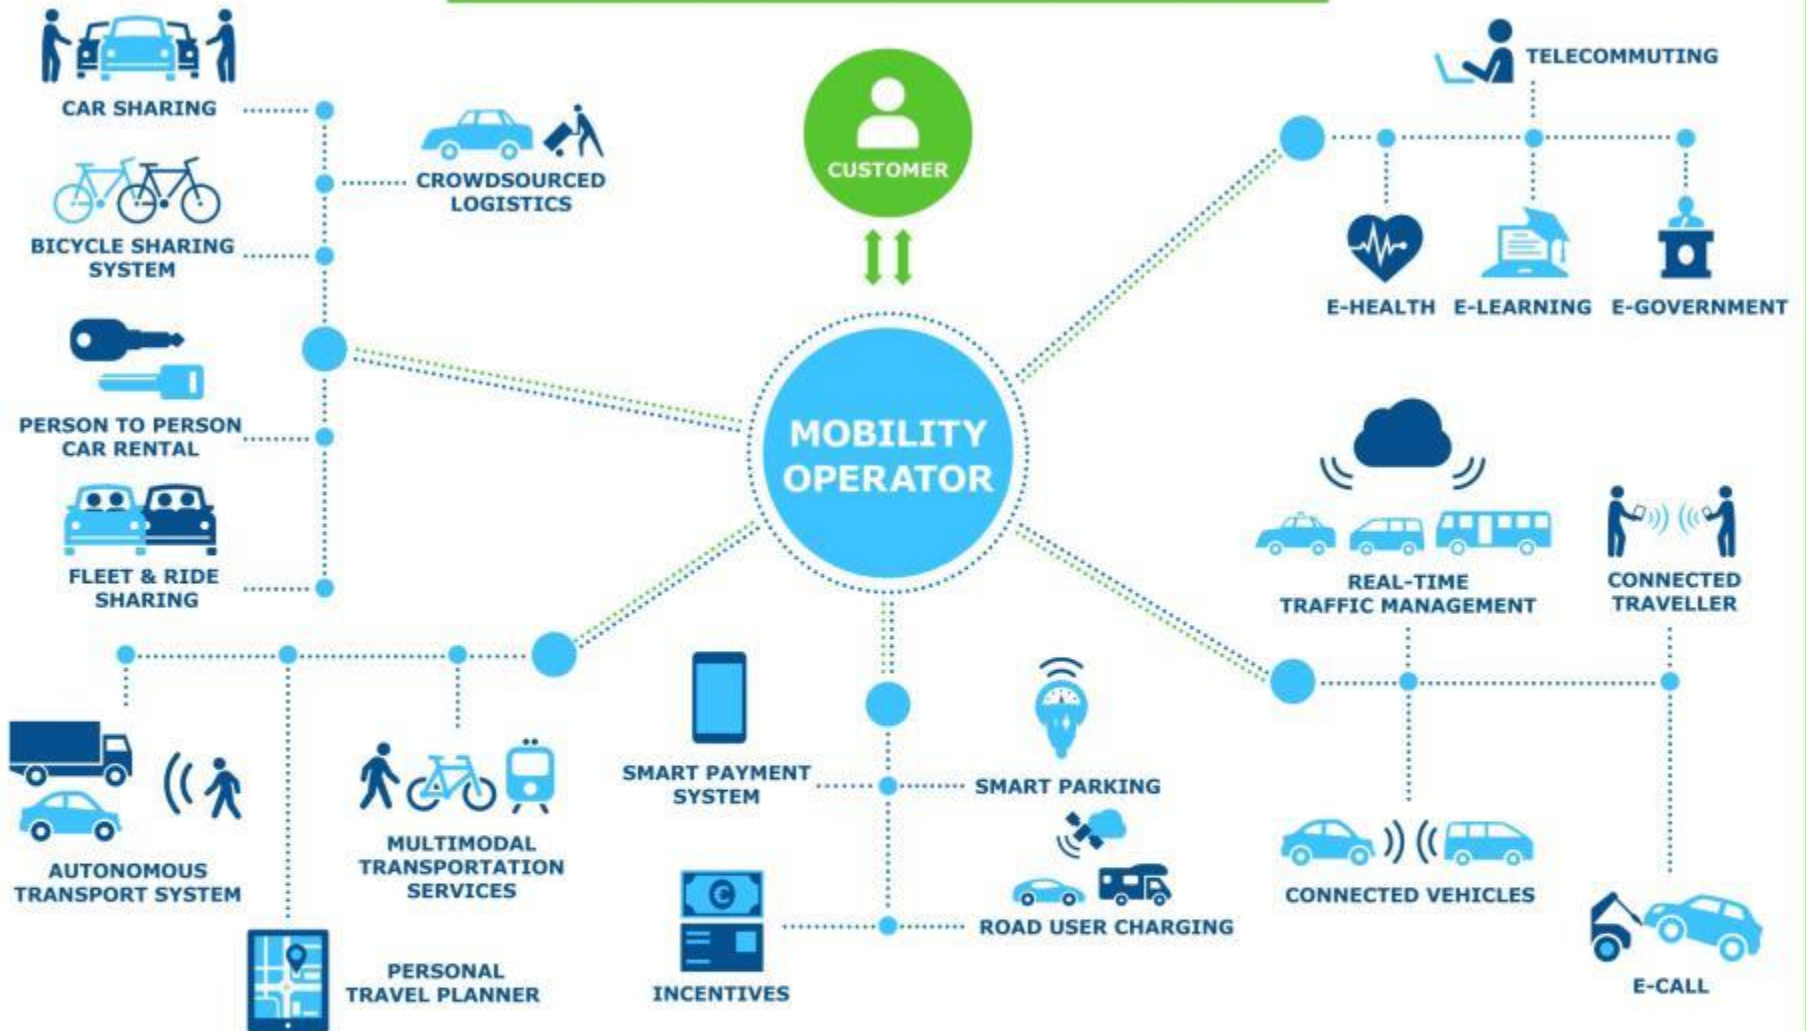 CAR SHARING
CROWDSOURCED
LOGISTICS
BICYCLE SHARING
SYSTEM
PERSON TO PERSON
CAR RENTAL
FLEET & RIDE
SHARING
CUSTOMER
MOBILITY
OPERATOR
TELECOMMUTING
E-HEALTH
E-LEARNING
E-GOVERNMENT
REAL-TIME
TRAFFIC MANAGEMENT
CONNECTED
TRAVELLER
CONNECTED VEHICLES
E-CALL
AUTONOMOUS
TRANSPORT SYSTEM
MULTIMODAL
TRANSPORTATION
SERVICES
PERSONAL
TRAVEL PLANNER
SMART PAYMENT
SYSTEM
SMART PARKING
€
INCENTIVES
ROAD USER CHARGING